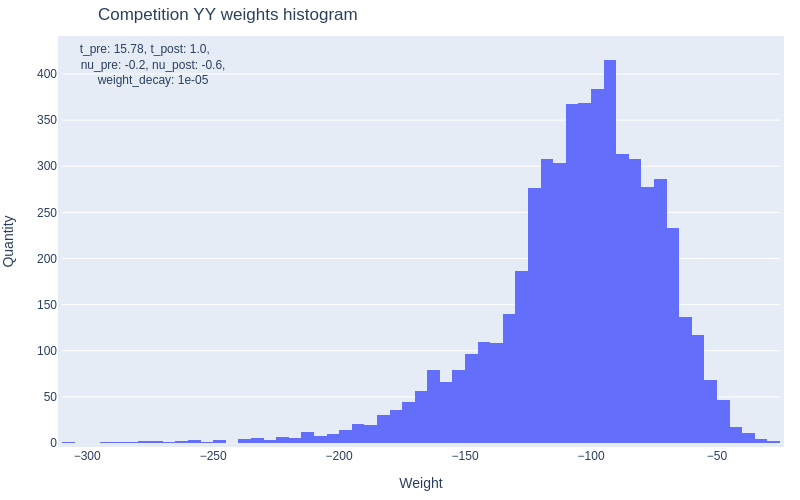 Competition YY weights histogram
t_pre: 15.78, t_post: 1.0,
nu_pre: -0.2, nu_post: -0.6,
weight_decay: 1e-05
400
350
300
250
200
150
100
50
0
−300
−250
−200
−150
−100
−50
Quantity
Weight